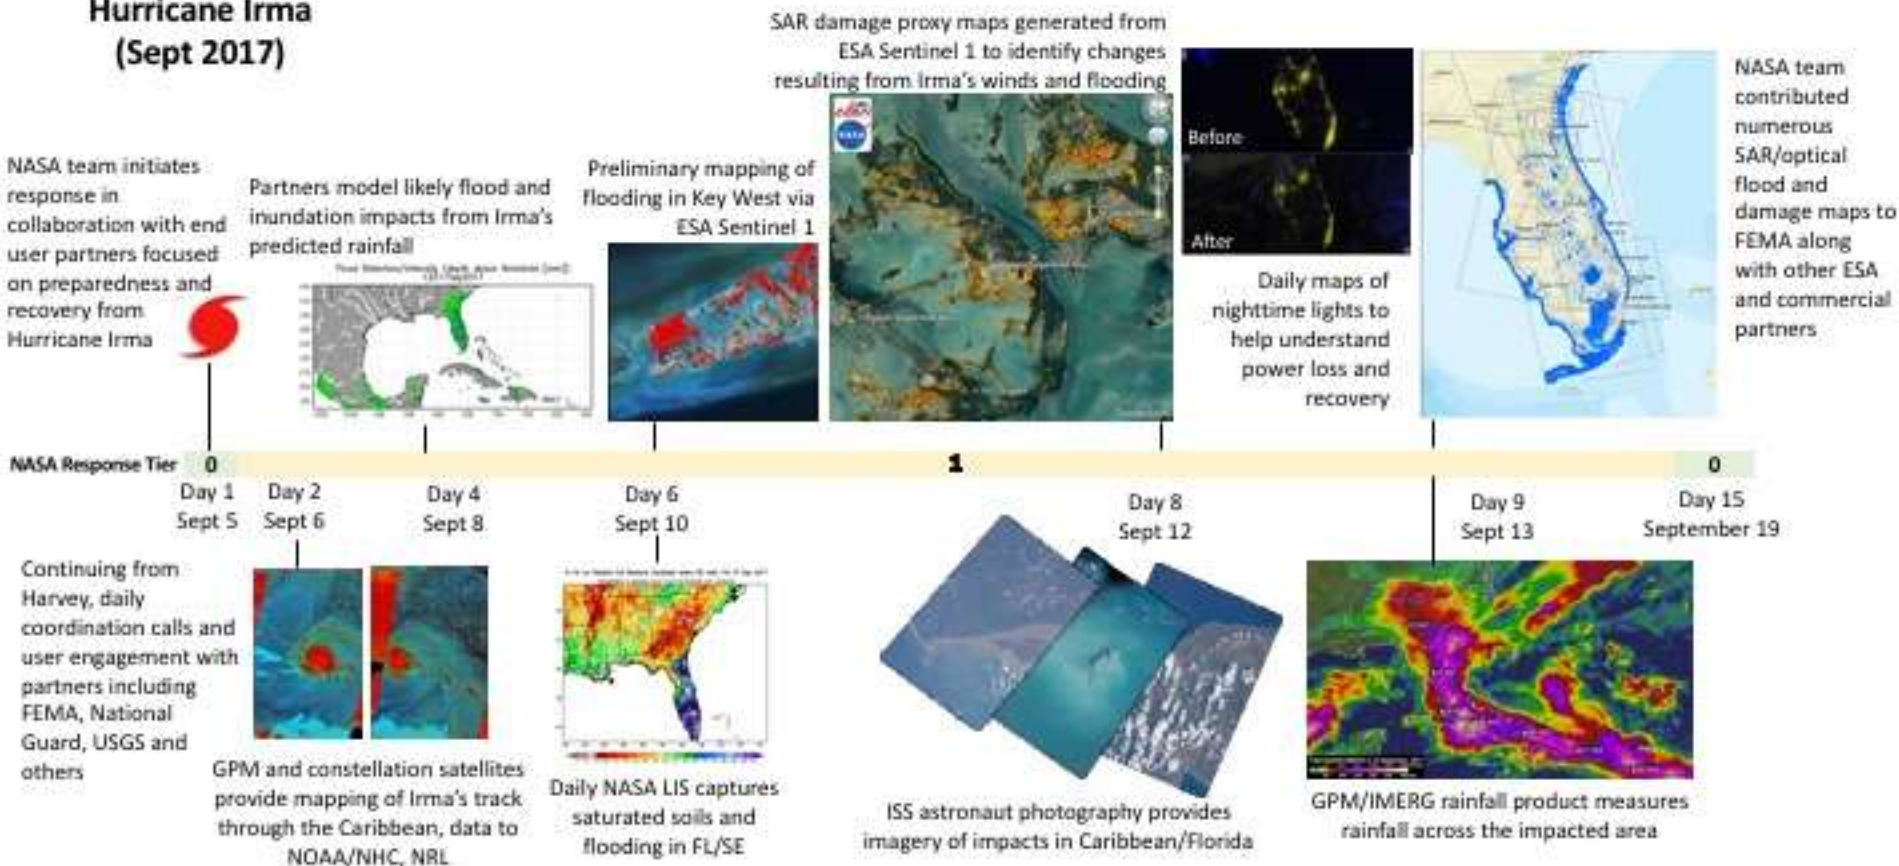 Hurricane Irma
(Sept 2017)
NASA team initiates
response in
collaboration with end
user partners focused
on preparedness and
recovery from
Hurricane Irma
Partners model likely flood and
inundation impacts from Irma's
predicted rainfall
Preliminary mapping of
flooding in Key West via
ESA Sentinel 1
SAR damage proxy maps generated from
ESA Sentinel 1 to identify changes
resulting from Irma's winds and flooding
Before
After
Daily maps of
nighttime lights to
help understand
power loss and
recovery
NASA team
contributed
numerous
SAR/optical
flood and
damage maps to
FEMA along
with other ESA
and commercial
partners
NASA Response Tier 0 1 0
Day 1
Sept 5
Day 2
Sept 6
Day 4
Sept 8
Day 6
Sept 10
Day 8
Sept 12
Day 9
Sept 13
Day 15
September 19
Continuing from
Harvey, daily
coordination calls and
user engagement with
partners including
FEMA, National
Guard, USGS and
others
GPM and constellation satellites
provide mapping of Irma's track
through the Caribbean, data to
NOAA/NHC, NRL
Daily NASA LIS captures
saturated soils and
flooding in FL/SE
ISS astronaut photography provides
imagery of impacts in Caribbean/Florida
GPM/IMERG rainfall product measures
rainfall across the impacted area